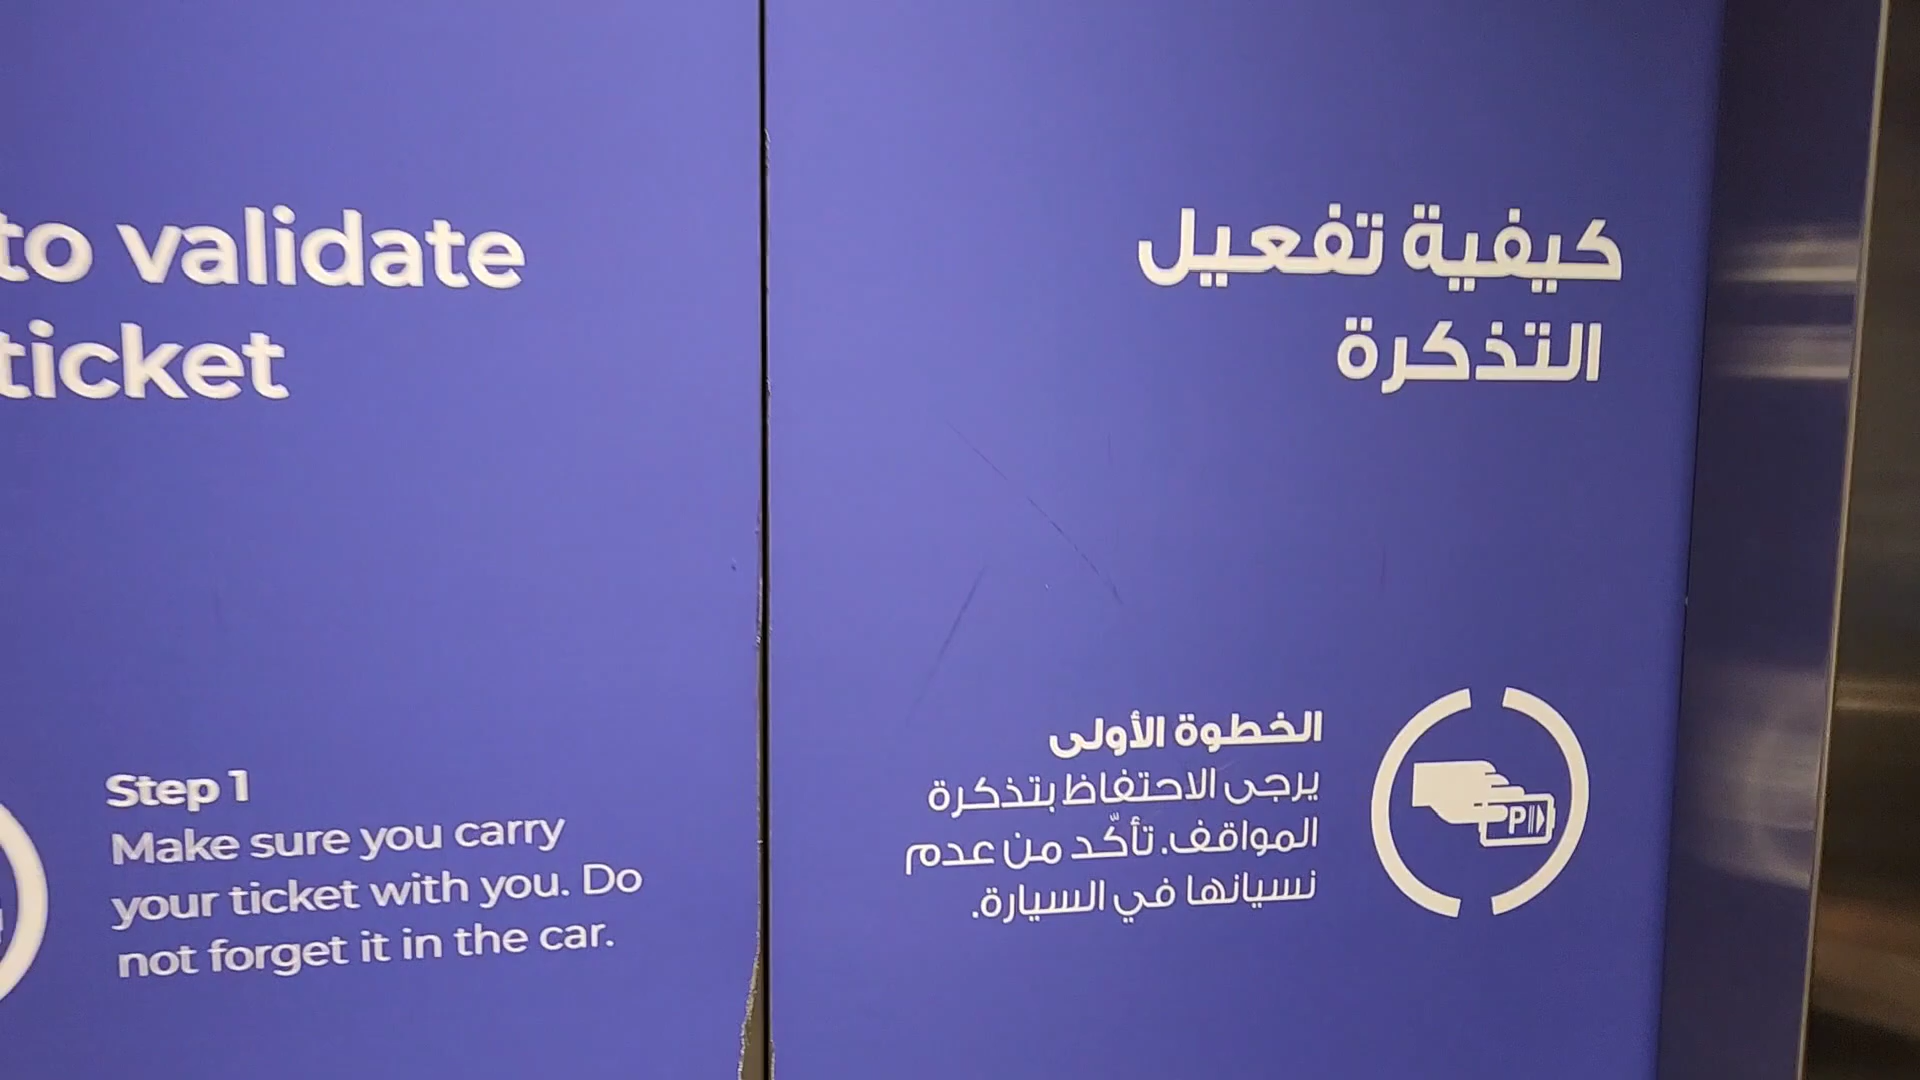 to validate
ticket
Step 1
Make sure you carry
your ticket with you. Do
not forget it in the car.
كيفية تفعيل
التذكرة
الخطوة الأولى
يرجى الاحتفاظ بتذكرة
المواقف. تأكّد من عدم
نسيانها في السيارة.
P